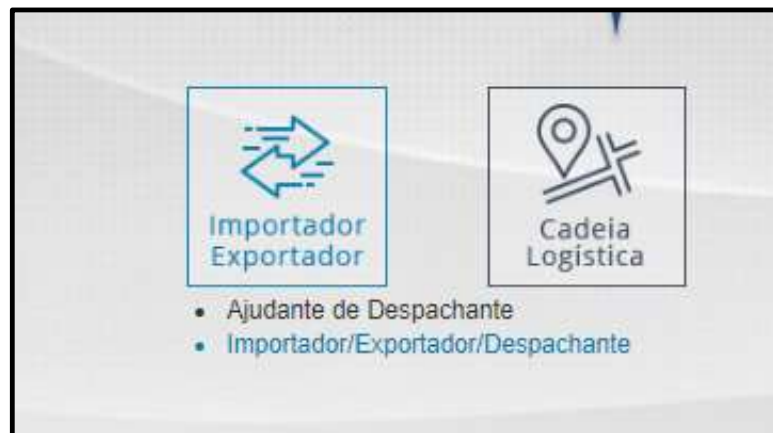 Importador
Exportador
Cadeia
Logística
Ajudante de Despachante
Importador/Exportador/Despachante